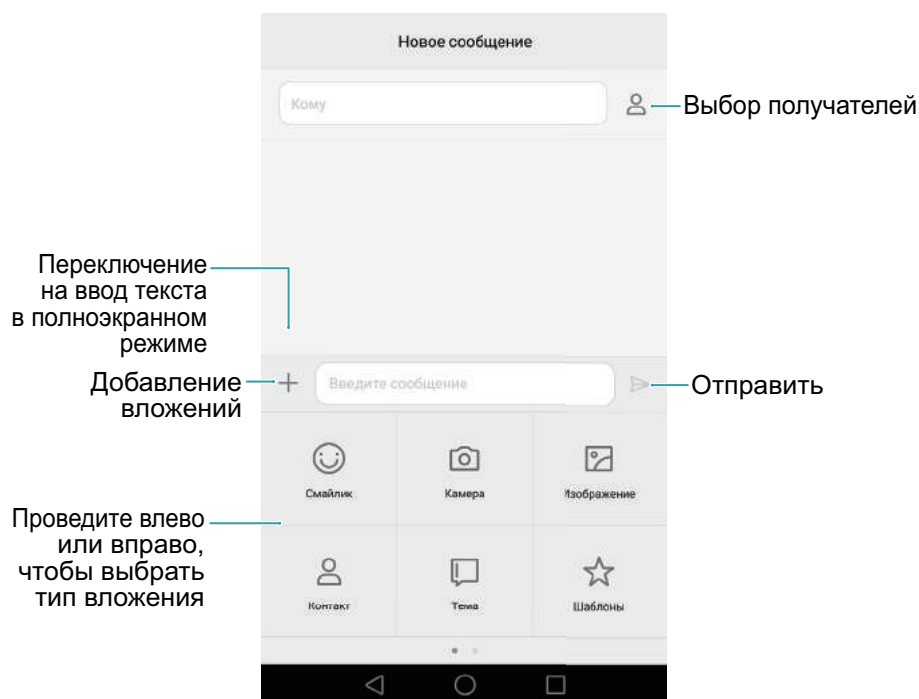 Новое сообщение
Кому
Выбор получателей
Переключение
на ввод текста
в полноэкранном
режиме
Добавление
вложений
Введите сообщение
Отправить
Смайлик
Камера
Изображение
Проведите влево
или вправо,
чтобы выбрать
тип вложения
Контакт
Тема
Шаблоны